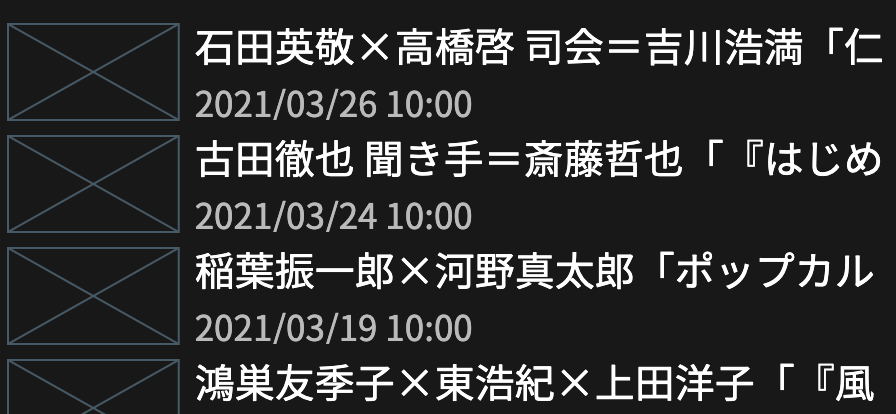 石田英敬×高橋啓 司会＝吉川浩満「仁
2021/03/26 10:00
古田徹也 聞き手＝斎藤哲也「『はじめ
2021/03/24 10:00
稲葉振一郎×河野真太郎「ポップカル
2021/03/19 10:00
鴻巣友季子×東浩紀×上田洋子「『風